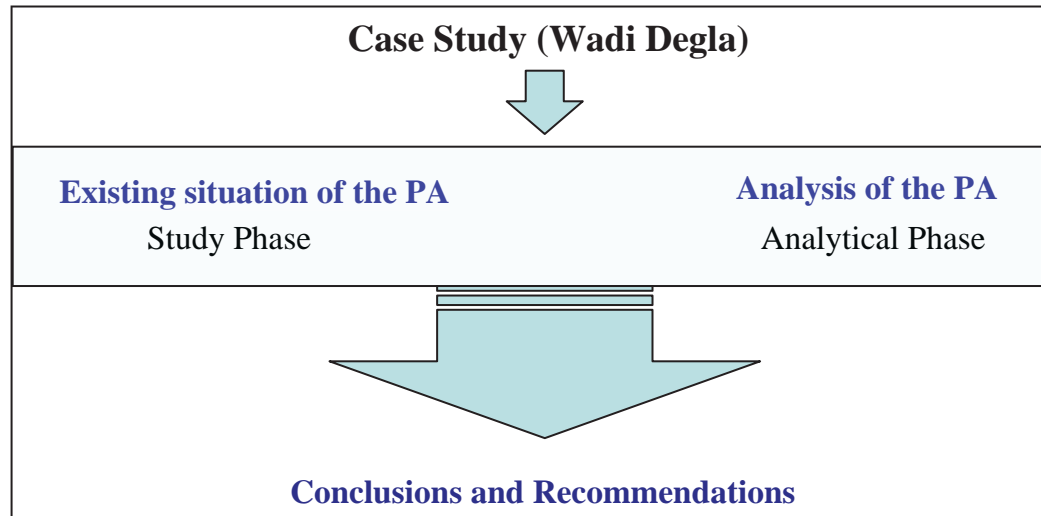 Case Study (Wadi Degla)
Existing situation of the PA
Study Phase
Analysis of the PA
Analytical Phase
Conclusions and Recommendations